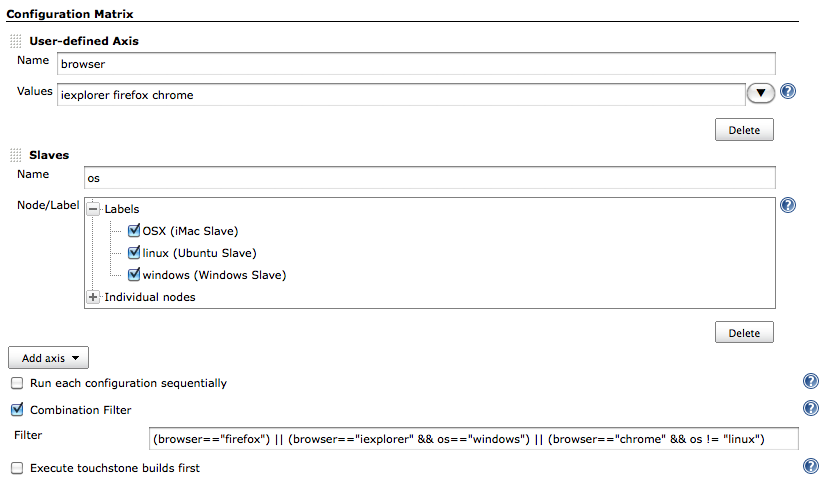 Configuration Matrix
User-defined Axis
Name browser
Values iexplorer firefox chrome
Delete
Slaves
Name os
Node/Label Labels
OSX (iMac Slave)
linux (Ubuntu Slave)
windows (Windows Slave)
Individual nodes
Delete
Add axis
Run each configuration sequentially
Combination Filter
Filter (browser=="firefox") || (browser=="iexplorer" && os=="windows") || (browser=="chrome" && os != "linux")
Execute touchstone builds first